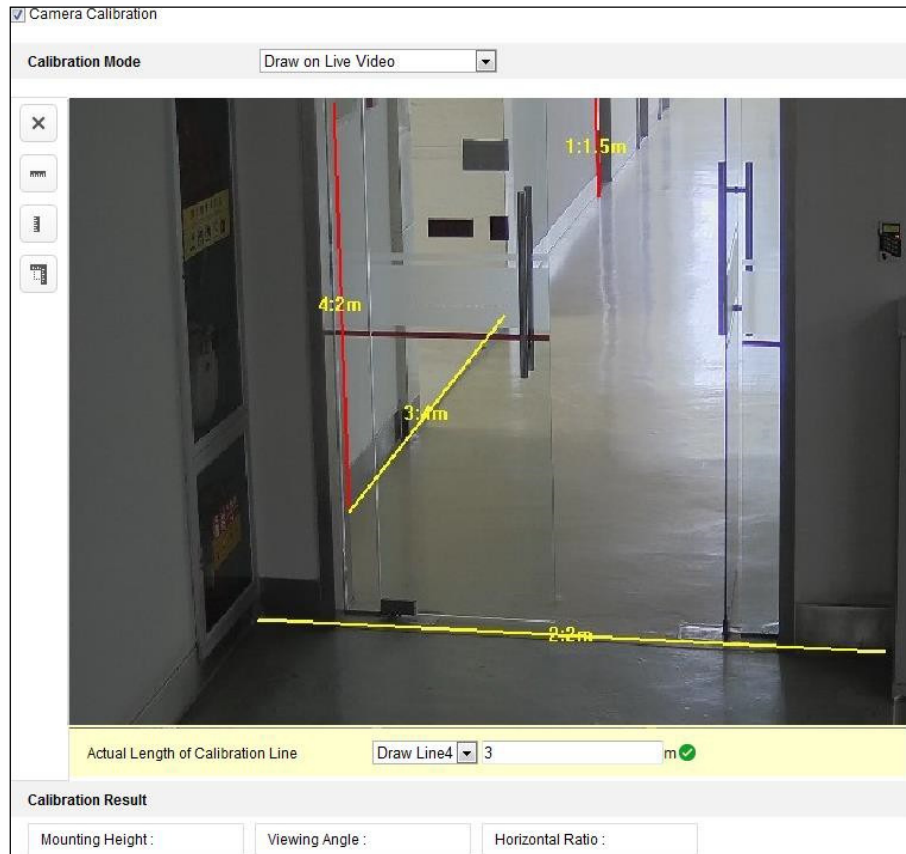 Camera Calibration
Calibration Mode
Draw on Live Video
1:1.5m
4:2m
3:4m
2:2m
Actual Length of Calibration Line
Draw Line4
3
m
Calibration Result
Mounting Height :
Viewing Angle :
Horizontal Ratio :